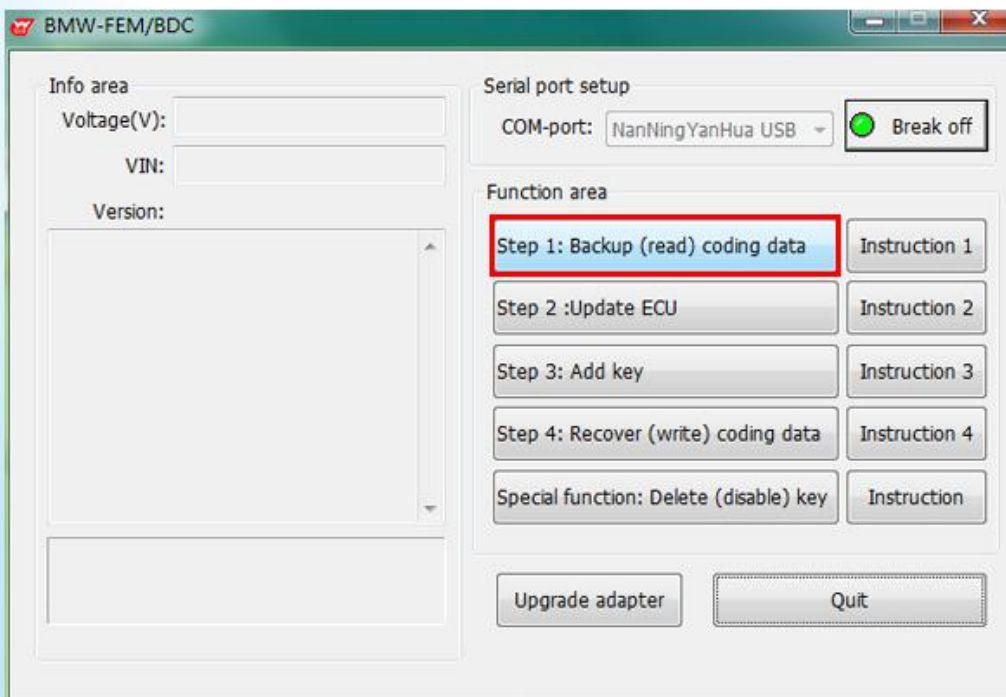 BMW-FEM/BDC
Info area
Voltage(V):
VIN:
Version:
Serial port setup
COM-port: NanNingYanHua USB Break off
Function area
Step 1: Backup (read) coding data Instruction 1
Step 2 :Update ECU Instruction 2
Step 3: Add key Instruction 3
Step 4: Recover (write) coding data Instruction 4
Special function: Delete (disable) key Instruction
Upgrade adapter Quit